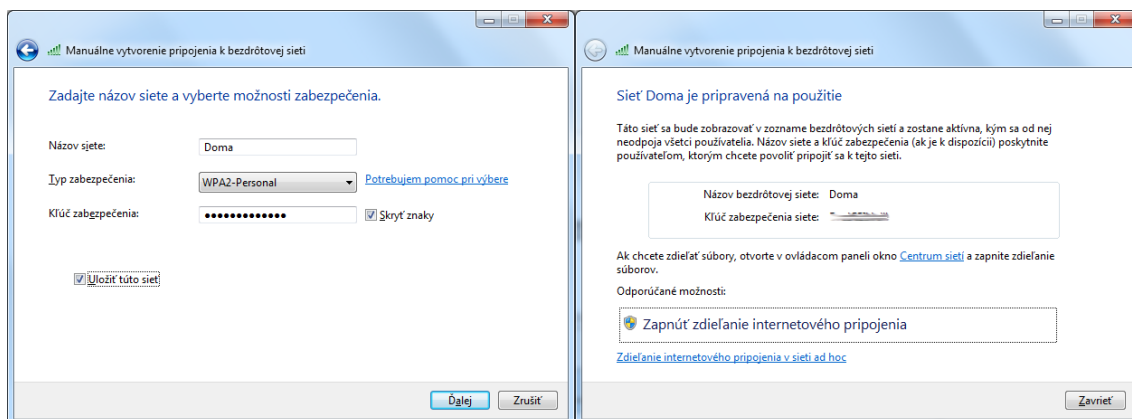 Manuálne vytvorenie pripojenia k bezdrôtovej sieti
Zadajte názov siete a vyberte možnosti zabezpečenia.
Názov siete:
Doma
Typ zabezpečenia:
WPA2-Personal
Potrebujem pomoc pri výbere
Kľúč zabezpečenia:
●●●●●●●●●●●●●
Skryť znaky
Uložiť túto sieť
Ďalej
Zrušiť
Manuálne vytvorenie pripojenia k bezdrôtovej sieti
Sieť Doma je pripravená na použitie
Táto sieť sa bude zobrazovať v zozname bezdrôtových sietí a zostane aktívna, kým sa od nej
neodpoja všetci používatelia. Názov siete a kľúč zabezpečenia (ak je k dispozícii) poskytnite
používateľom, ktorým chcete povoliť pripojiť sa k tejto sieti.
Názov bezdrôtovej siete: Doma
Kľúč zabezpečenia siete:
Ak chcete zdieľať súbory, otvorte v ovládacom paneli okno Centrum sietí a zapnite zdieľanie
súborov.
Odporúčané možnosti:
Zapnúť zdieľanie internetového pripojenia
Zdieľanie internetového pripojenia v sieti ad hoc
Zavrieť